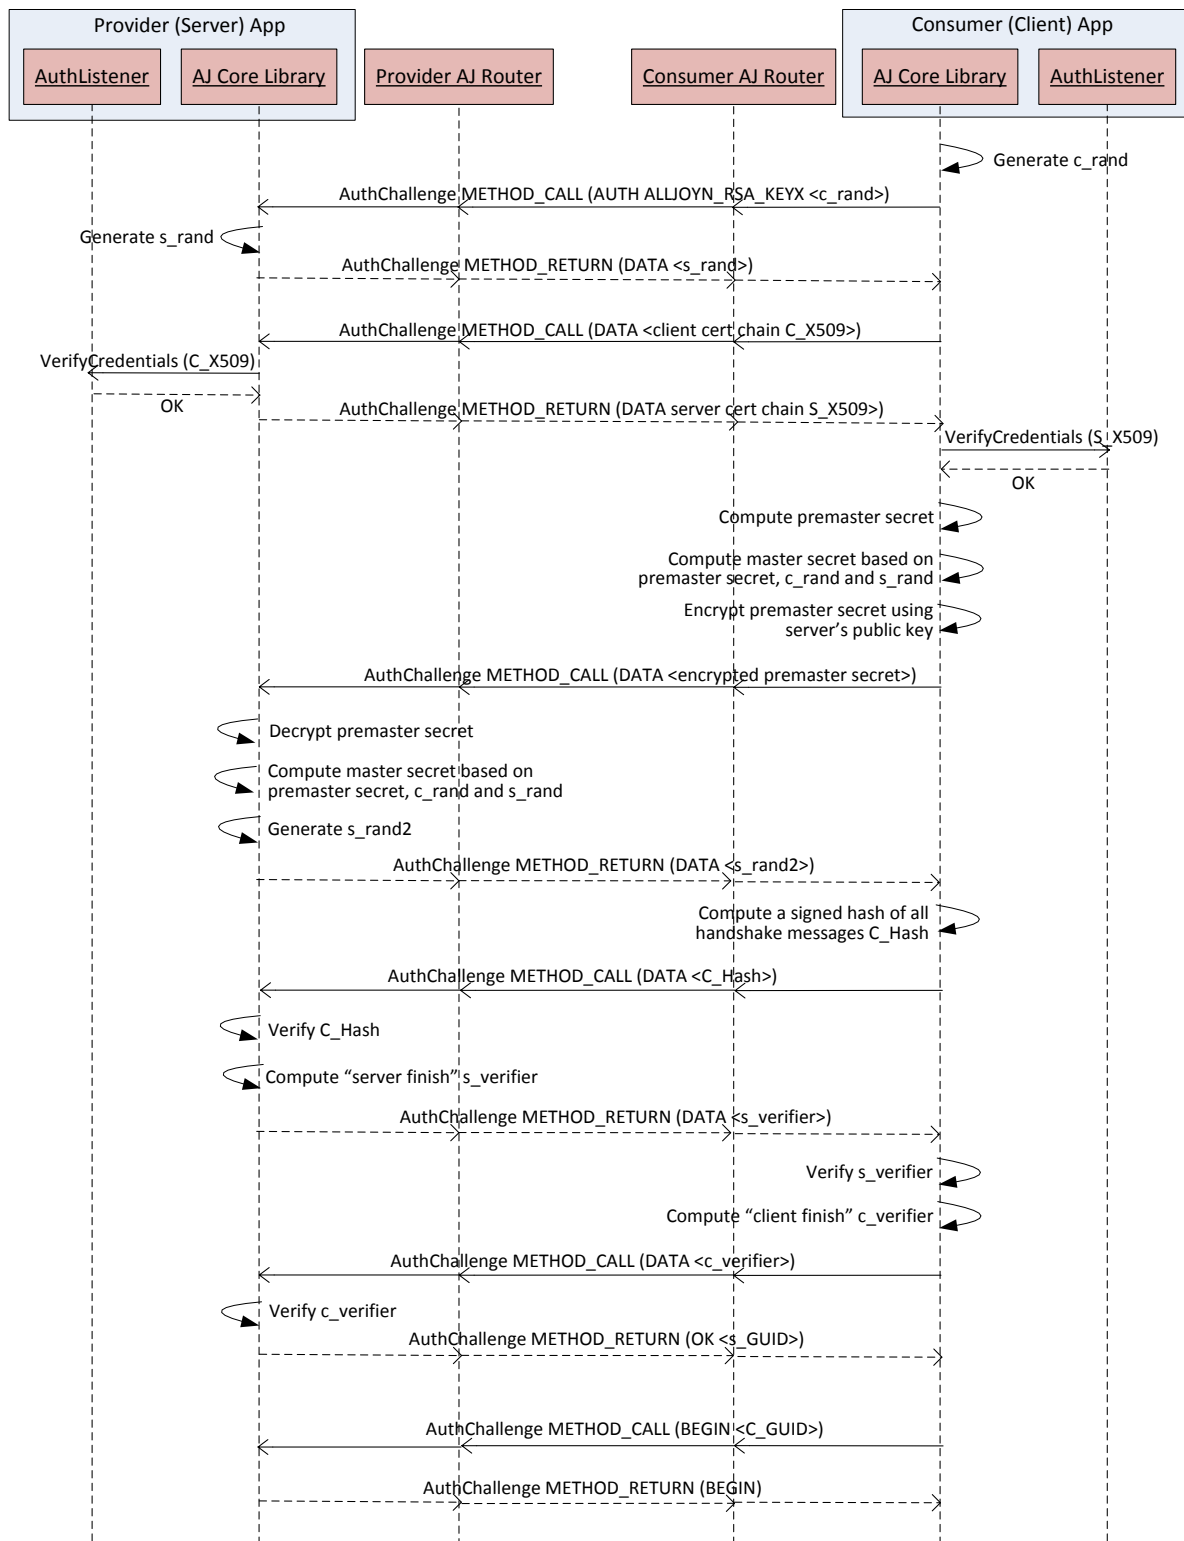 Provider (Server) App
Consumer (Client) App
AuthListener
AJ Core Library
Provider AJ Router
Consumer AJ Router
AJ Core Library
AuthListener
Generate c_rand
AuthChallenge METHOD_CALL (AUTH ALLJOYN_RSA_KEYX <c_rand>)
Generate s_rand
AuthChallenge METHOD_RETURN (DATA <s_rand>)
AuthChallenge METHOD_CALL (DATA <client cert chain C_X509>)
VerifyCredentials (C_X509)
OK
AuthChallenge METHOD_RETURN (DATA server cert chain S_X509>)
VerifyCredentials (S_X509)
OK
Compute premaster secret
Compute master secret based on
premaster secret, c_rand and s_rand
Encrypt premaster secret using
server’s public key
AuthChallenge METHOD_CALL (DATA <encrypted premaster secret>)
Decrypt premaster secret
Compute master secret based on
premaster secret, c_rand and s_rand
Generate s_rand2
AuthChallenge METHOD_RETURN (DATA <s_rand2>)
Compute a signed hash of all
handshake messages C_Hash
AuthChallenge METHOD_CALL (DATA <C_Hash>)
Verify C_Hash
Compute “server finish” s_verifier
AuthChallenge METHOD_RETURN (DATA <s_verifier>)
Verify s_verifier
Compute “client finish” c_verifier
AuthChallenge METHOD_CALL (DATA <c_verifier>)
Verify c_verifier
AuthChallenge METHOD_RETURN (OK <s_GUID>)
AuthChallenge METHOD_CALL (BEGIN <C_GUID>)
AuthChallenge METHOD_RETURN (BEGIN)